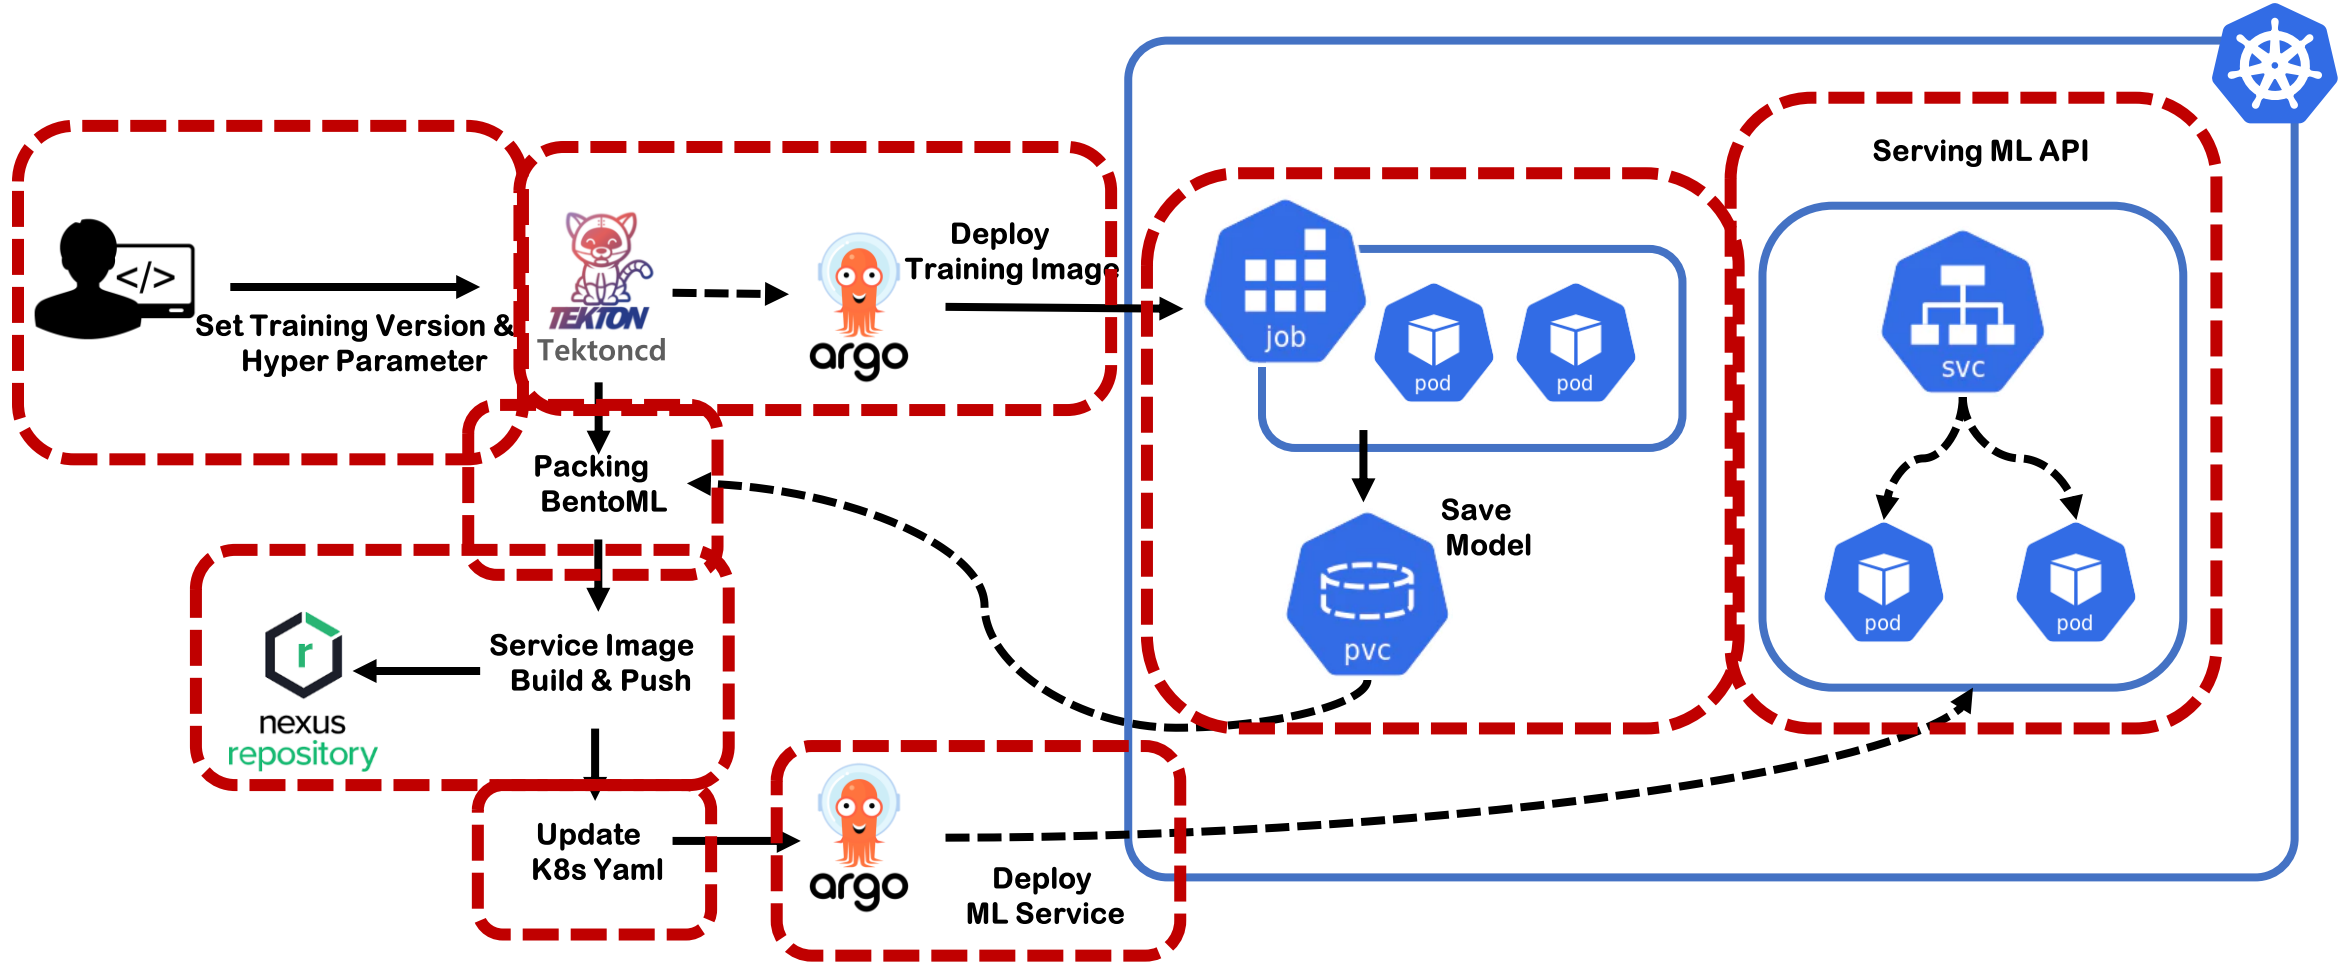 Serving ML API
Set Training Version &
Hyper Parameter
</>
TEKTON
Tektoncd
argo
Deploy
Training Image
job
pod
pod
svc
pod
pod
Save
Model
pvc
Packing
BentoML
Service Image
Build & Push
r
nexus
repository
Update
K8s Yaml
argo
Deploy
ML Service